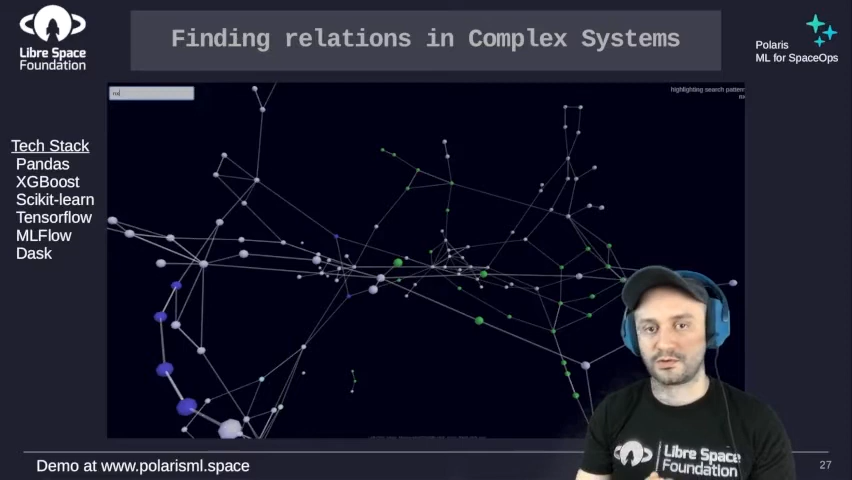 Libre Space
Foundation
Finding relations in Complex Systems
Polaris
ML for SpaceOps
highlighting search pattern
Tech Stack
Pandas
XGBoost
Scikit-learn
Tensorflow
MLFlow
Dask
Libre Space
Foundation
Demo at www.polarisml.space
27